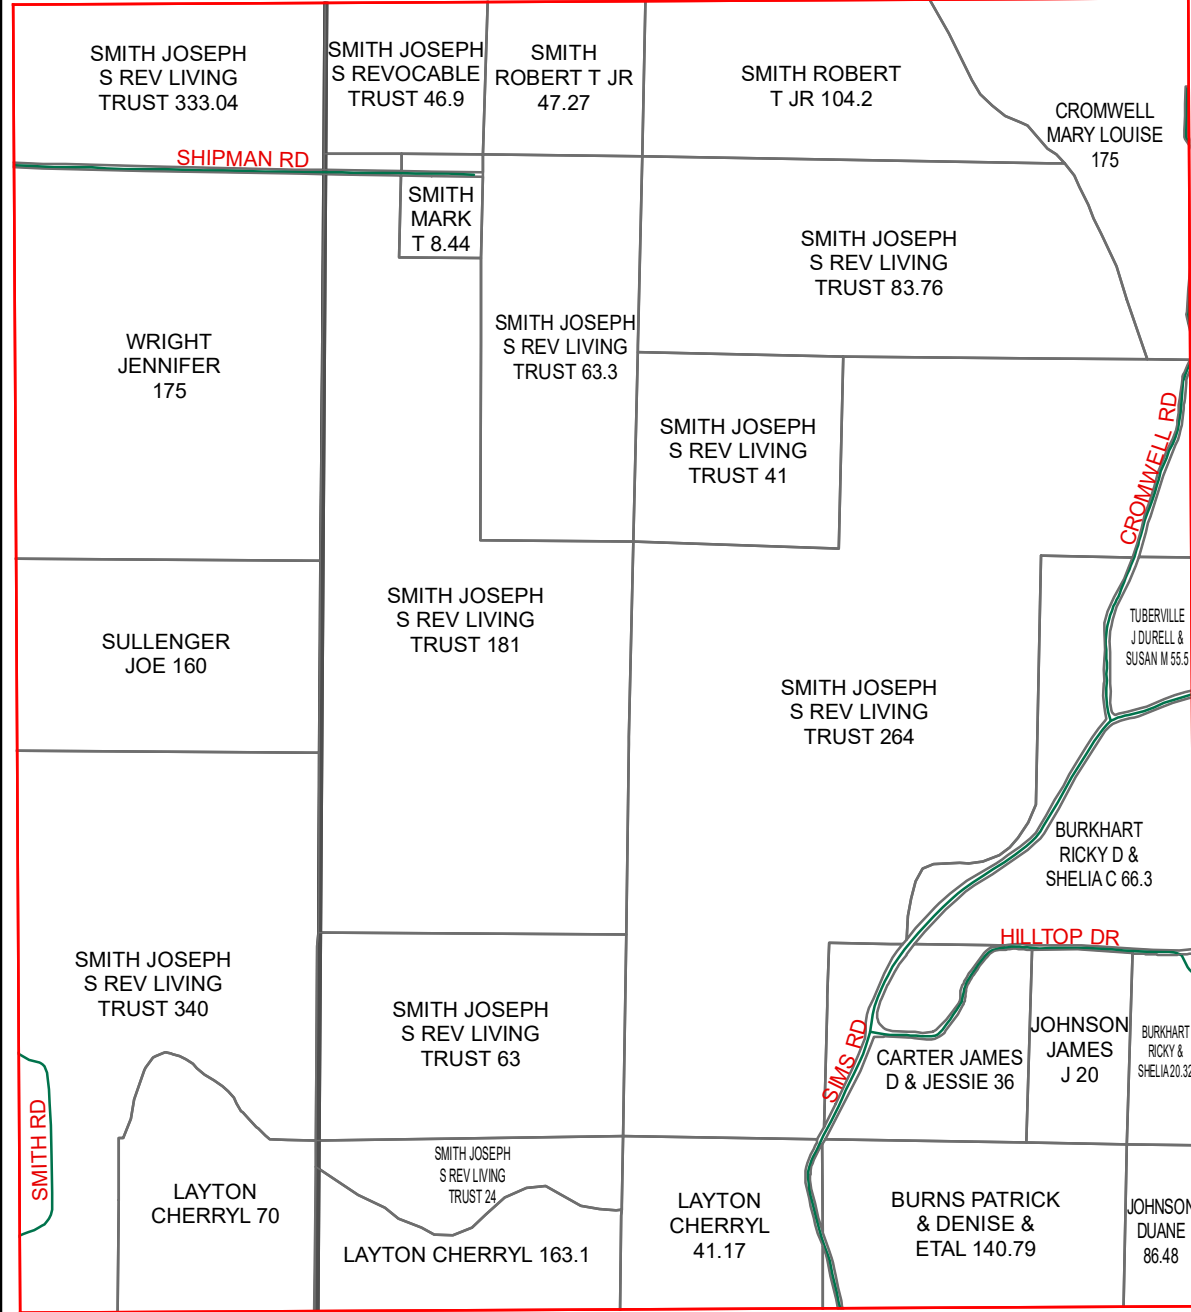 SMITH JOSEPH
S REV LIVING
TRUST 333.04
SMITH JOSEPH
S REVOCABLE
TRUST 46.9
SMITH
ROBERT T JR
47.27
SMITH ROBERT
T JR 104.2
CROMWELL
MARY LOUISE
175
SHIPMAN RD
SMITH
MARK
T 8.44
SMITH JOSEPH
S REV LIVING
TRUST 83.76
WRIGHT
JENNIFER
175
SMITH JOSEPH
S REV LIVING
TRUST 63.3
SMITH JOSEPH
S REV LIVING
TRUST 41
CROMWELL RD
SULLENGER
JOE 160
SMITH JOSEPH
S REV LIVING
TRUST 181
TUBERVILLE
J DURELL &
SUSAN M 55.5
SMITH JOSEPH
S REV LIVING
TRUST 264
BURKHART
RICKY D &
SHELIA C 66.3
HILLTOP DR
SMITH JOSEPH
S REV LIVING
TRUST 340
SMITH JOSEPH
S REV LIVING
TRUST 63
SIMS RD
CARTER JAMES
D & JESSIE 36
JOHNSON
JAMES
J 20
BURKHART
RICKY &
SHELIA 20.32
SMITH RD
LAYTON
CHERRYL 70
SMITH JOSEPH
S REV LIVING
TRUST 24
LAYTON CHERRYL 163.1
LAYTON
CHERRYL
41.17
BURNS PATRICK
& DENISE &
ETAL 140.79
JOHNSON
DUANE
86.48